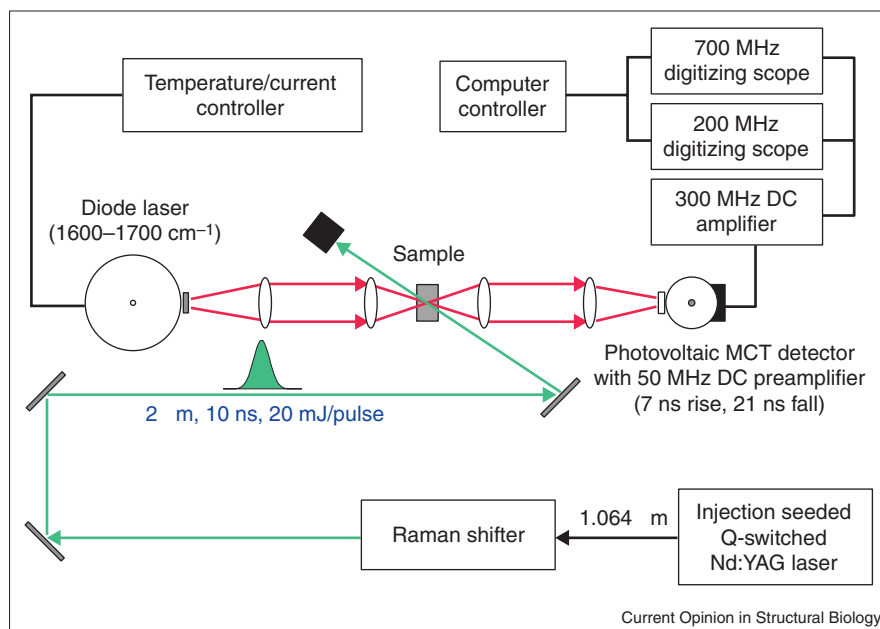 Temperature/current
controller
Computer
controller
700 MHz
digitizing scope
200 MHz
digitizing scope
300 MHz DC
amplifier
Diode laser
(1600–1700 cm⁻¹)
Sample
Photovoltaic MCT detector
with 50 MHz DC preamplifier
(7 ns rise, 21 ns fall)
2 m, 10 ns, 20 mJ/pulse
Raman shifter
1.064 m
Injection seeded
Q-switched
Nd:YAG laser
Current Opinion in Structural Biology